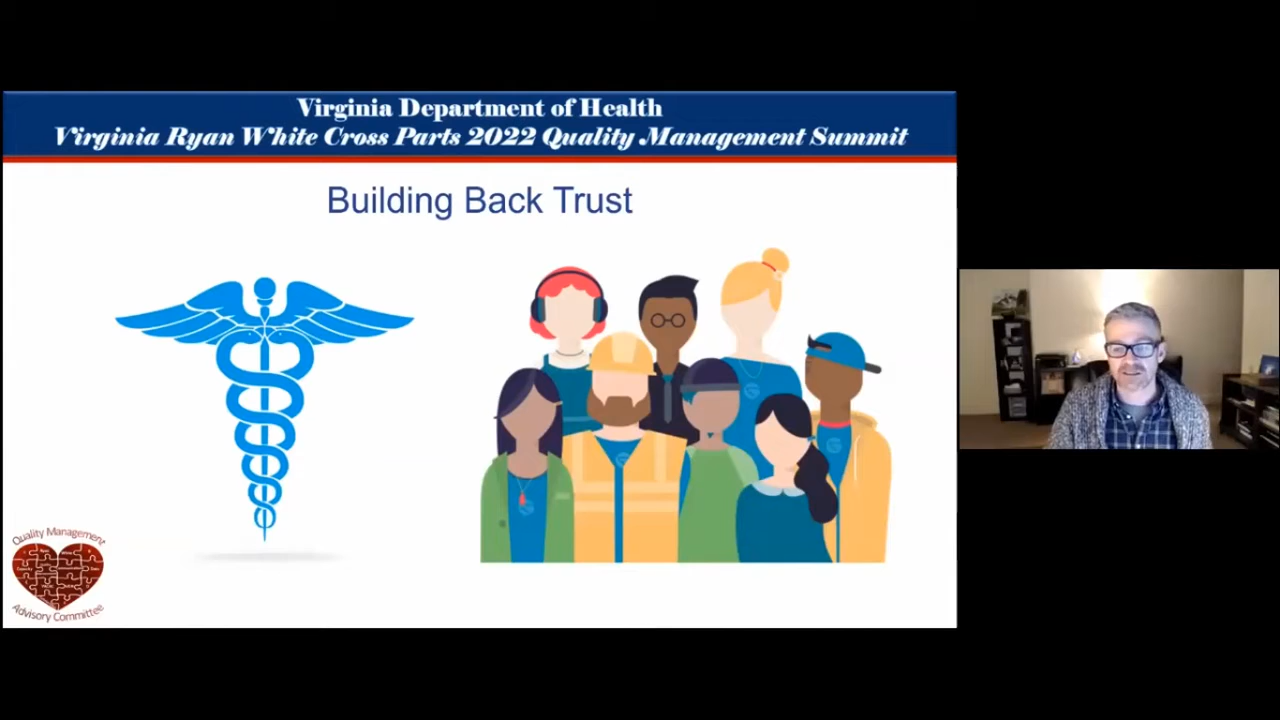 Virginia Department of Health
Virginia Ryan White Cross Parts 2022 Quality Management Summit
Building Back Trust
Quality Management
Advisory Committee